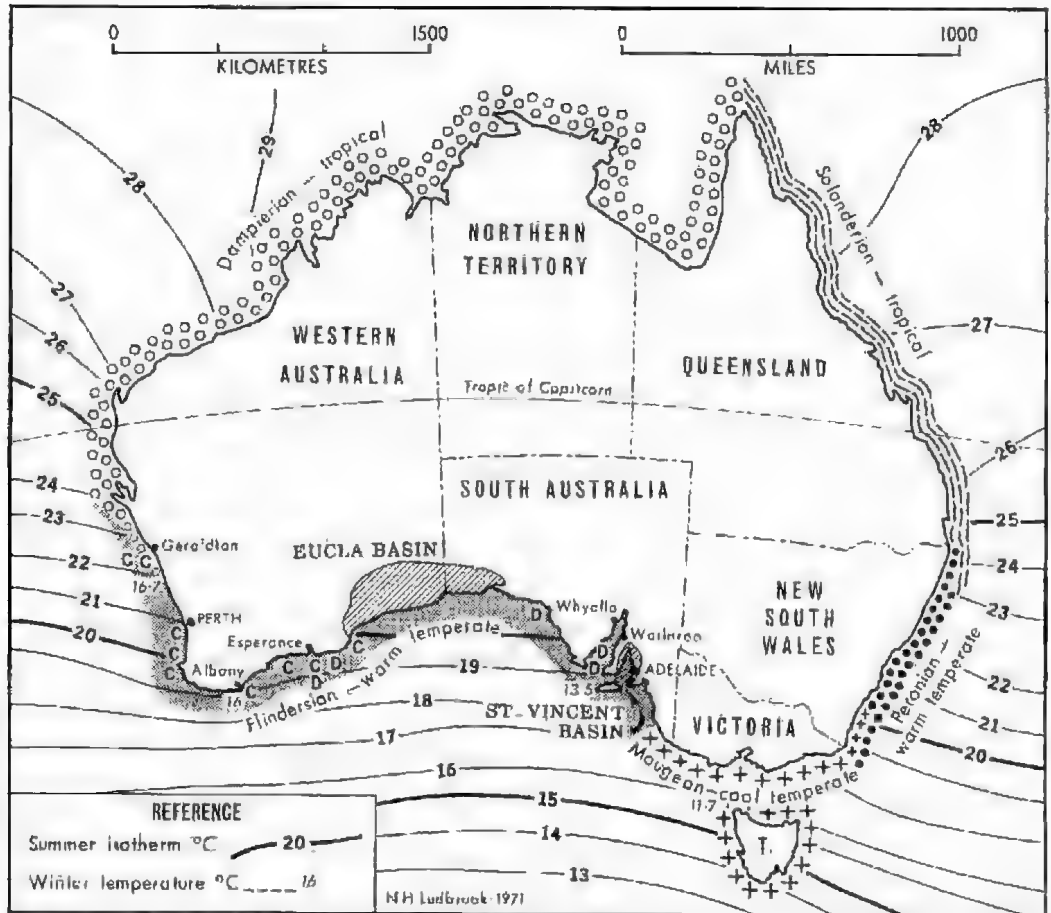 0 1500 0 1000
KILOMETRES MILES
29
28
28
27
26
25
24
23
22
21
20
Dampierian – tropical
Solanderian – tropical
NORTHERN
TERRITORY
WESTERN
AUSTRALIA
QUEENSLAND
27
Tropic of Capricorn
26
SOUTH AUSTRALIA
25
24
23
22
21
20
Geraldton
C C
16·7
EUCLA BASIN
NEW
SOUTH
WALES
Whyalla
PERTH
Esperance
D
C
temperate
D
ADELAIDE
C
Albany
C C D C
D
D
C
16 C
Flindersian – warm
19
13·5
18
ST. VINCENT
BASIN
VICTORIA
Peronian –
warm temperate
17
Maugean – cool temperate
11·7
16
15
14
13
T.
REFERENCE
Summer isotherm °C 20
Winter temperature °C 16
N H Ludbrook 1971